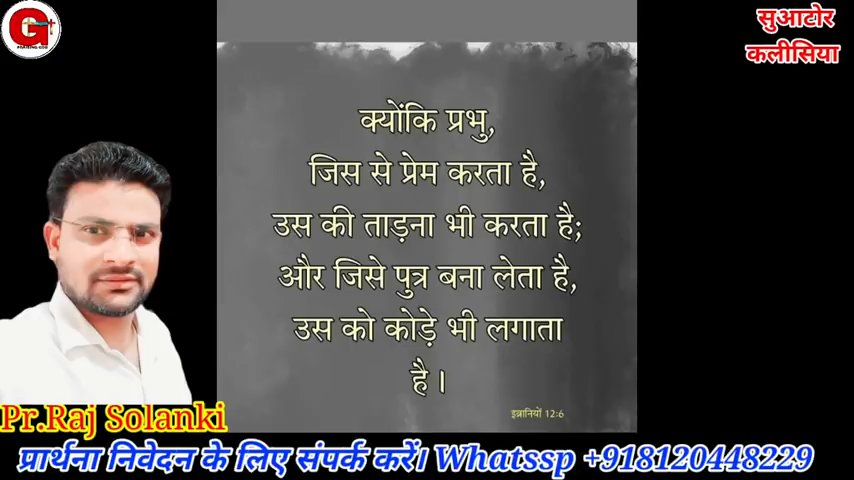 G
सुआटोर
कलीसिया
क्योंकि प्रभु,
जिस से प्रेम करता है,
उस की ताड़ना भी करता है;
और जिसे पुत्र बना लेता है,
उस को कोड़े भी लगाता
है।
इब्रानियों 12:6
Pr.Raj Solanki
प्रार्थना निवेदन के लिए संपर्क करें। Whatssp +918120448229